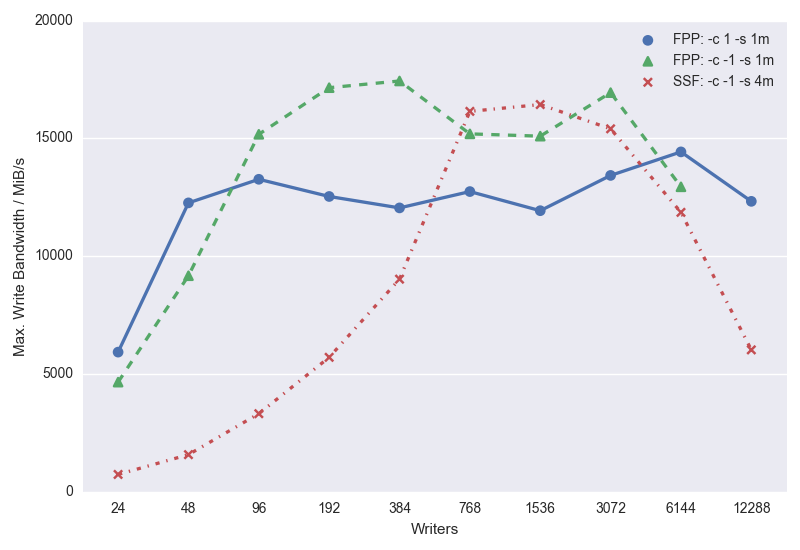 20000
15000
10000
5000
0
Max. Write Bandwidth / MiB/s
FPP: -c 1 -s 1m
FPP: -c -1 -s 1m
SSF: -c -1 -s 4m
24 48 96 192 384 768 1536 3072 6144 12288
Writers